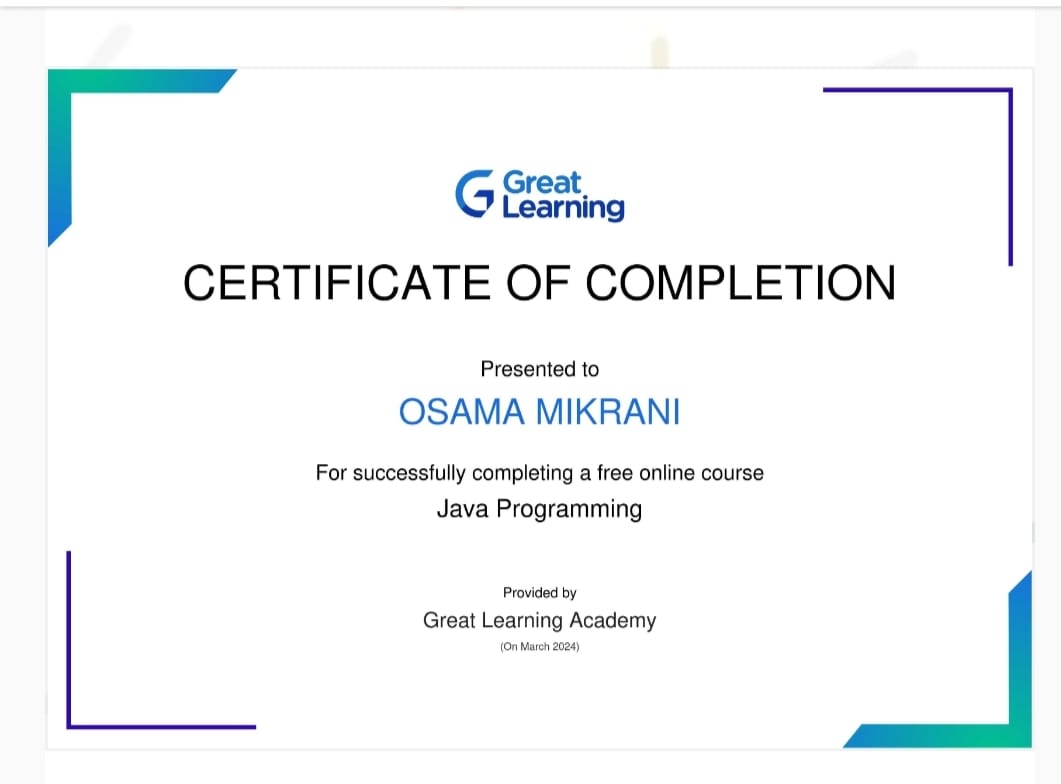 Great
Learning
CERTIFICATE OF COMPLETION
Presented to
OSAMA MIKRANI
For successfully completing a free online course
Java Programming
Provided by
Great Learning Academy
(On March 2024)